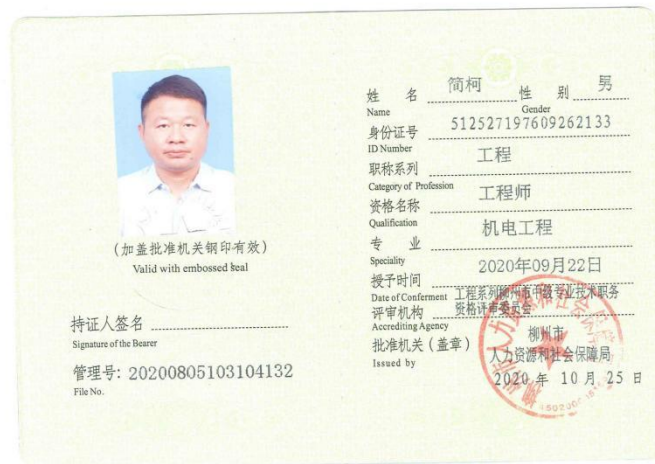 (加盖批准机关钢印有效)
Valid with embossed seal
持证人签名
Signature of the Bearer
管理号: 20200805103104132
File No.
姓 名 简柯 性 别 男
Name Gender
身份证号 512527197609262133
ID Number
职称系列 工程
Category of Profession
资格名称 工程师
Qualification
专 业 机电工程
Speciality
授予时间 2020年09月22日
Date of Conferment
评审机构 工程系列柳州市中级专业技术职务
资格评审委员会
Accrediting Agency
批准机关(盖章) 柳州市
Issued by 人力资源和社会保障局
2020 年 10 月 25 日